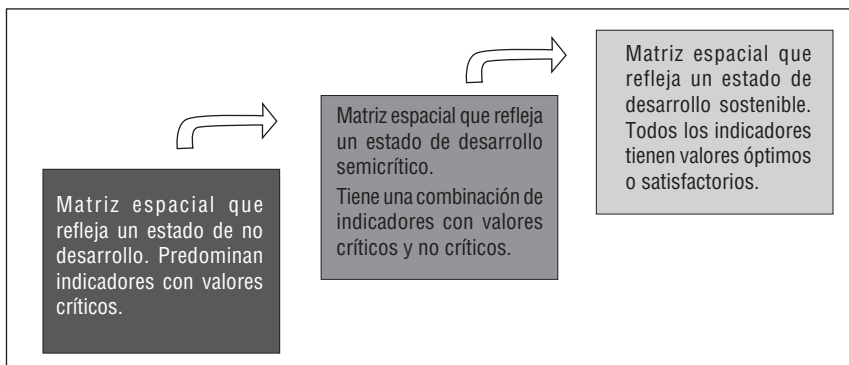 Matriz espacial que
refleja un estado de no
desarrollo. Predominan
indicadores con valores
críticos.
Matriz espacial que refleja
un estado de desarrollo
semicrítico.
Tiene una combinación de
indicadores con valores
críticos y no críticos.
Matriz espacial que
refleja un estado de
desarrollo sostenible.
Todos los indicadores
tienen valores óptimos
o satisfactorios.